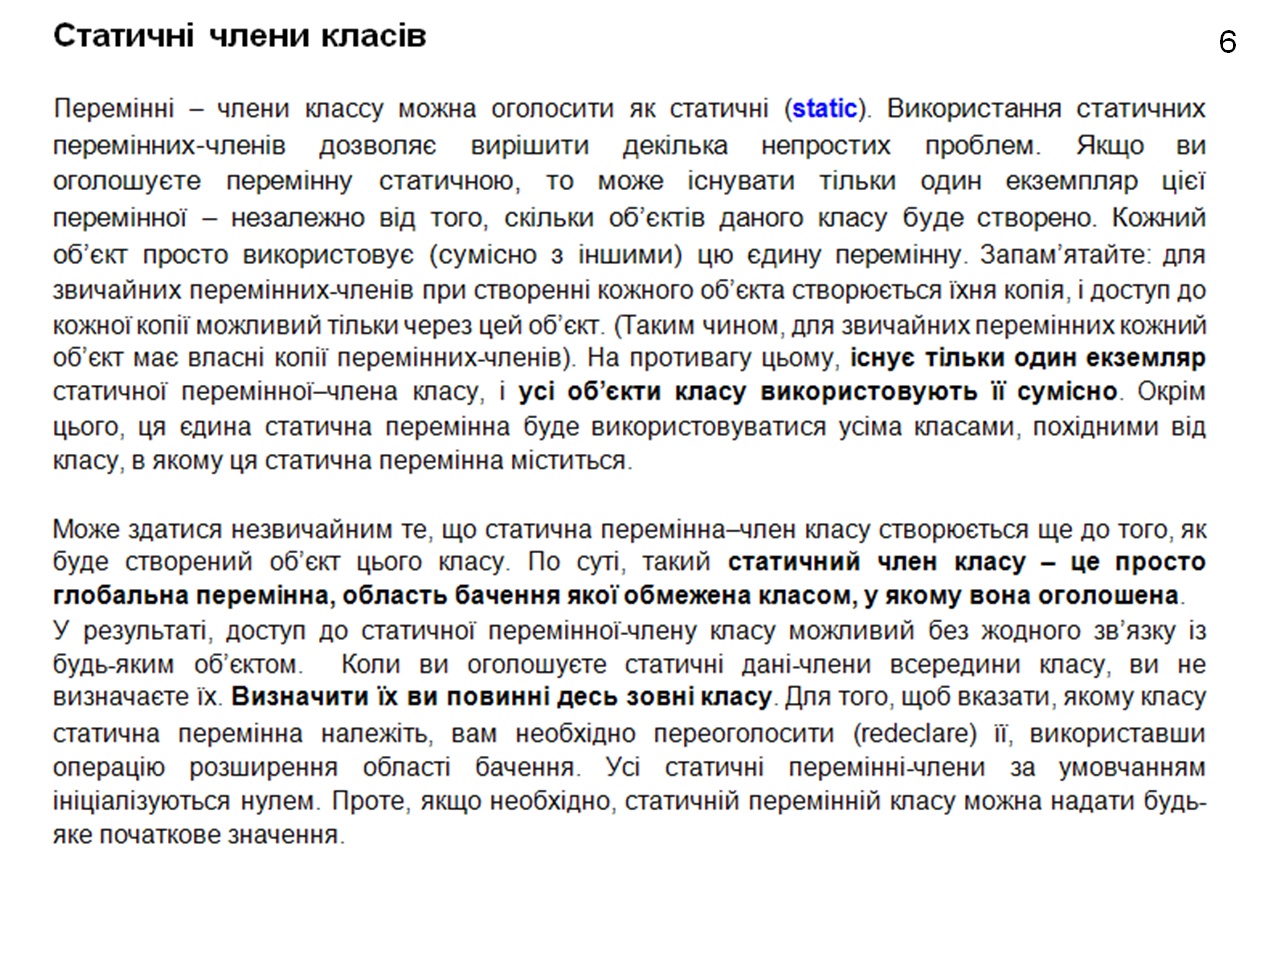 Статичні члени класів
6
Перемінні – члени классу можна оголосити як статичні (static). Використання статичних
перемінних-членів дозволяє вирішити декілька непростих проблем. Якщо ви
оголошуєте перемінну статичною, то може існувати тільки один екземпляр цієї
перемінної – незалежно від того, скільки об’єктів даного класу буде створено. Кожний
об’єкт просто використовує (сумісно з іншими) цю єдину перемінну. Запам’ятайте: для
звичайних перемінних-членів при створенні кожного об’єкта створюється їхня копія, і доступ до
кожної копії можливий тільки через цей об’єкт. (Таким чином, для звичайних перемінних кожний
об’єкт має власні копії перемінних-членів). На противагу цьому, існує тільки один екземляр
статичної перемінної–члена класу, і усі об’єкти класу використовують її сумісно. Окрім
цього, ця єдина статична перемінна буде використовуватися усіма класами, похідними від
класу, в якому ця статична перемінна міститься.
Може здатися незвичайним те, що статична перемінна–член класу створюється ще до того, як
буде створений об’єкт цього класу. По суті, такий статичний член класу – це просто
глобальна перемінна, область бачення якої обмежена класом, у якому вона оголошена.
У результаті, доступ до статичної перемінної-члену класу можливий без жодного зв’язку із
будь-яким об’єктом. Коли ви оголошуєте статичні дані-члени всередини класу, ви не
визначаєте їх. Визначити їх ви повинні десь зовні класу. Для того, щоб вказати, якому класу
статична перемінна належіть, вам необхідно переоголосити (redeclare) її, використавши
операцію розширення області бачення. Усі статичні перемінні-члени за умовчанням
ініціалізуються нулем. Проте, якщо необхідно, статичній перемінній класу можна надати будь-
яке початкове значення.